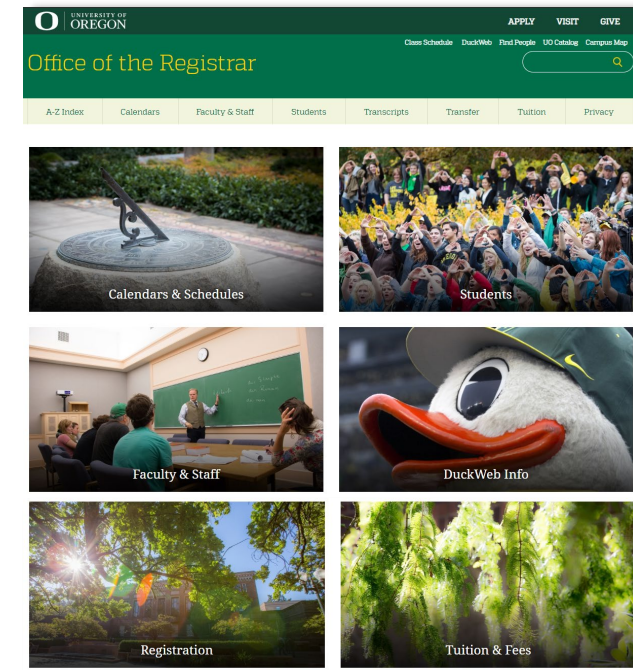 O UNIVERSITY OF
OREGON
APPLY VISIT GIVE
Class Schedule DuckWeb Find People UO Catalog Campus Map
Office of the Registrar
A-Z Index Calendars Faculty & Staff Students Transcripts Transfer Tuition Privacy
Calendars & Schedules
Students
Faculty & Staff
DuckWeb Info
Registration
Tuition & Fees